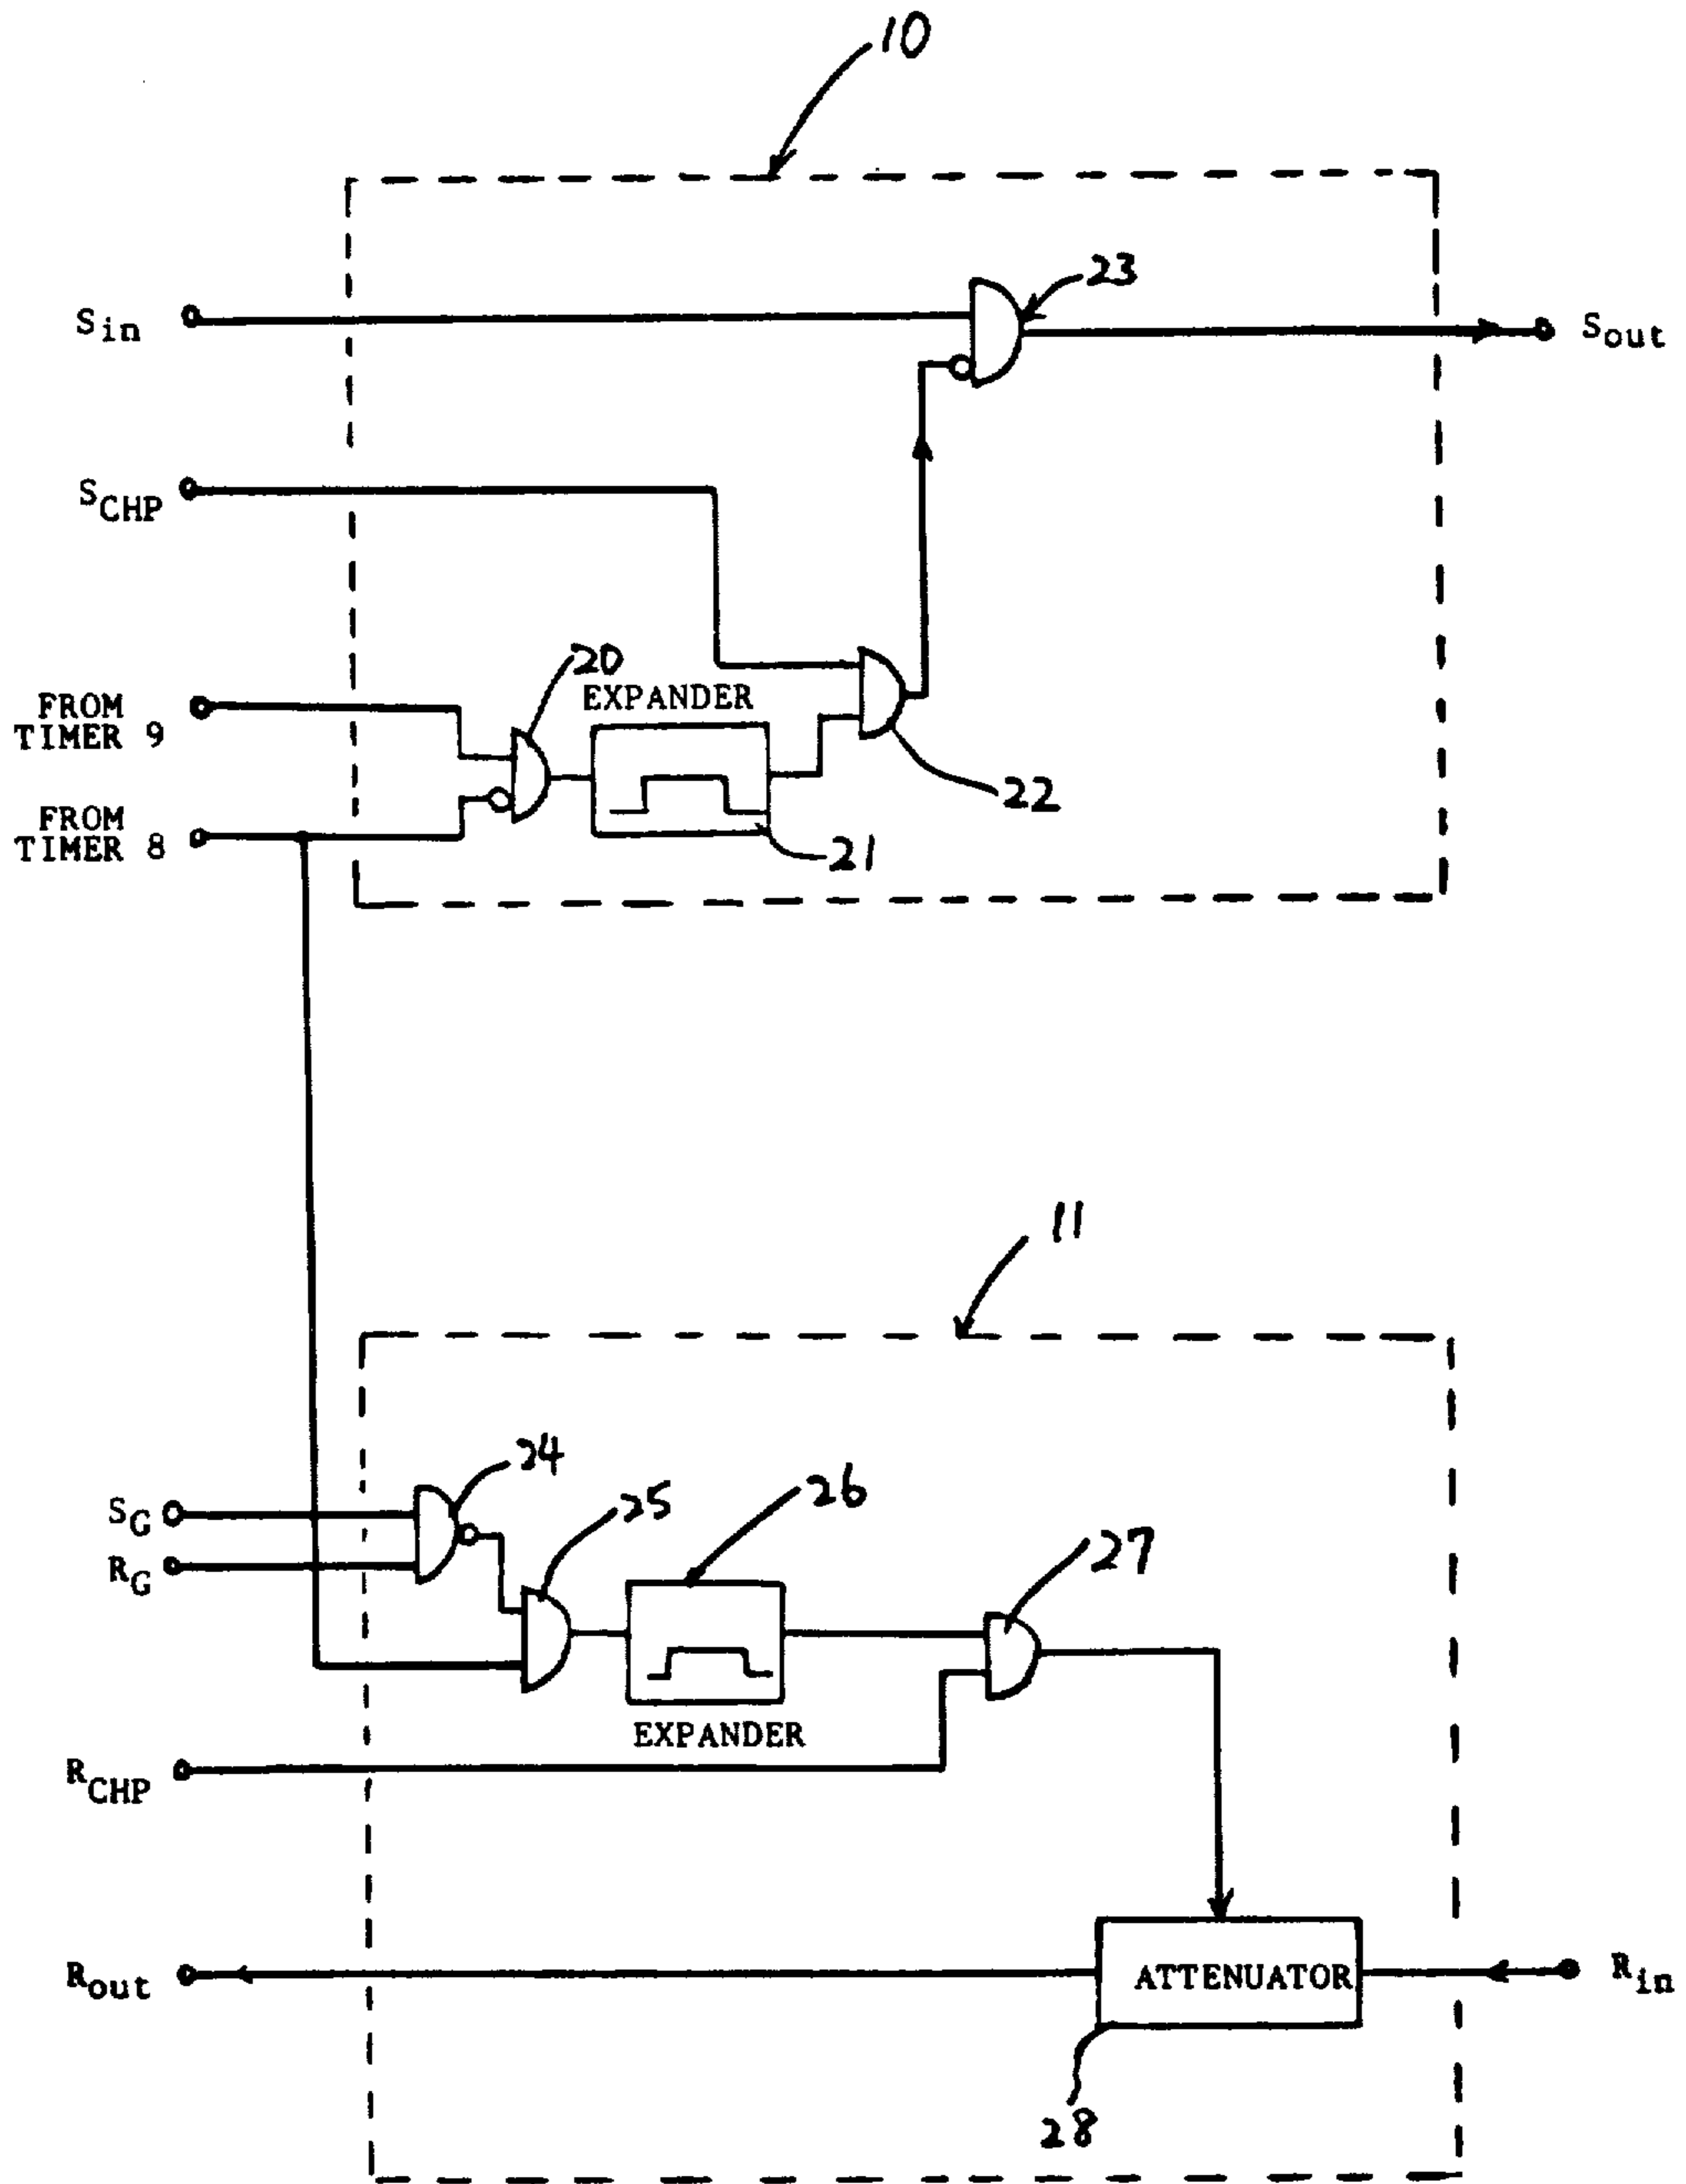 10
23
Sin
Sout
SCHP
20
EXPANDER
FROM
TIMER 9
22
FROM
TIMER 8
21
11
24
SG
25
26
RG
27
EXPANDER
RCHP
Rout
ATTENUATOR
Rin
28